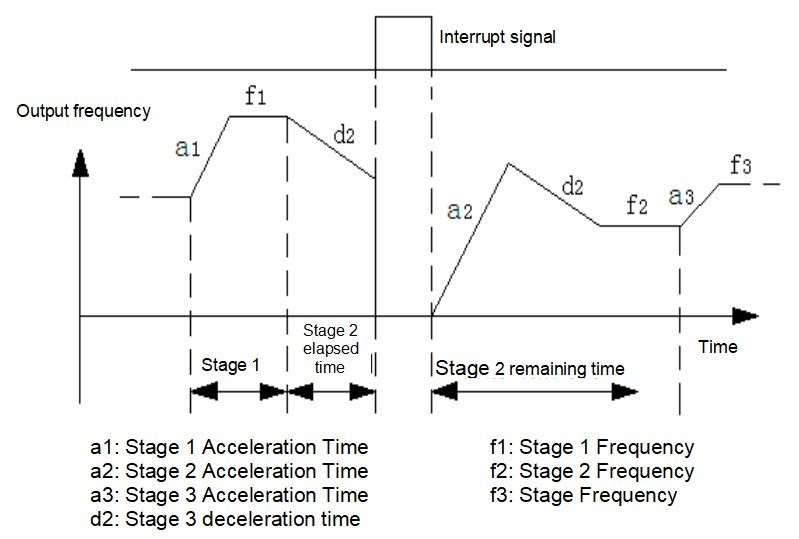 Interrupt signal
Output frequency
f1
a1
d2
a2
d2
f2
a3
f3
Time
Stage 1
Stage 2
elapsed
time
Stage 2 remaining time
a1: Stage 1 Acceleration Time
a2: Stage 2 Acceleration Time
a3: Stage 3 Acceleration Time
d2: Stage 3 deceleration time
f1: Stage 1 Frequency
f2: Stage 2 Frequency
f3: Stage Frequency